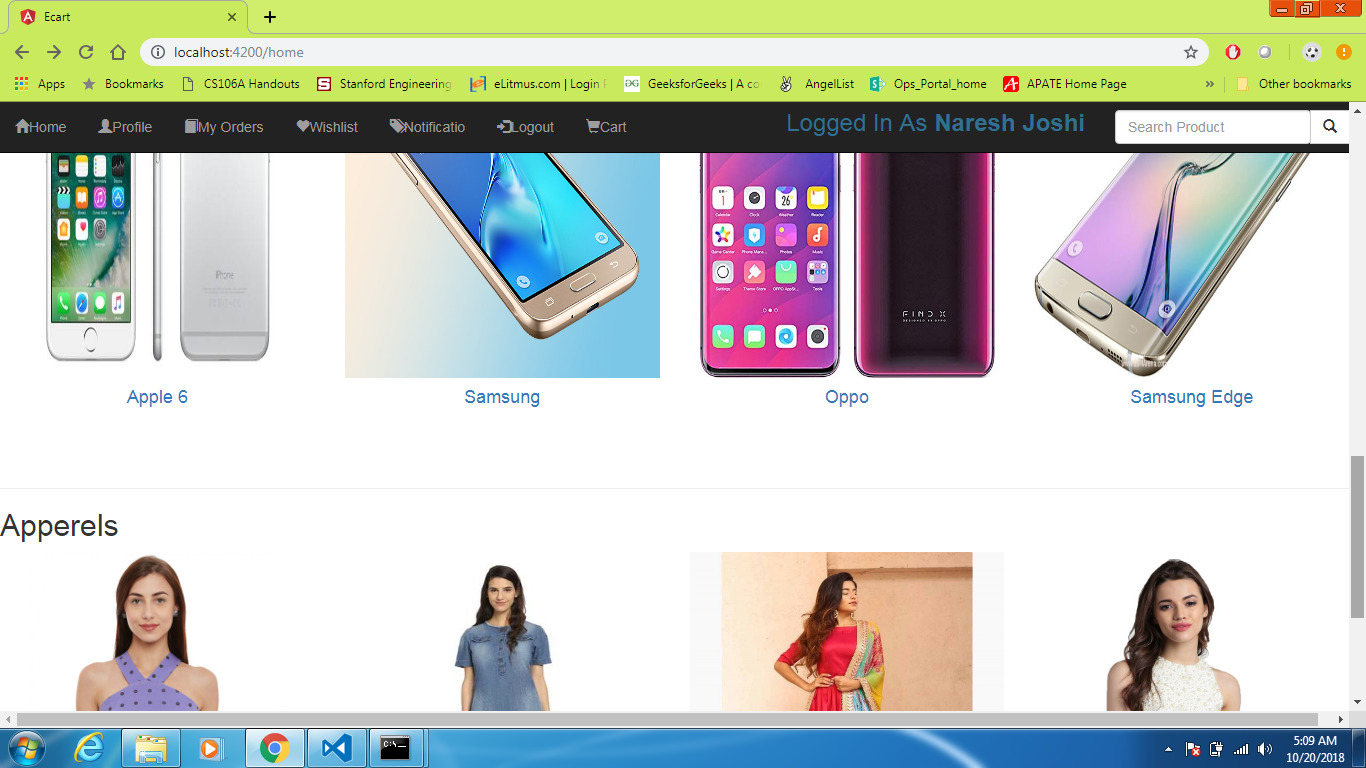 Ecart
localhost:4200/home
Apps Bookmarks CS106A Handouts Stanford Engineering eLitmus.com | Login GeeksforGeeks | A co AngelList Ops_Portal_home APATE Home Page » Other bookmarks
Home Profile My Orders Wishlist Notificatio Logout Cart Logged In As Naresh Joshi Search Product
iPhone
FIND X
Apple 6 Samsung Oppo Samsung Edge
Apperels
5:09 AM
10/20/2018